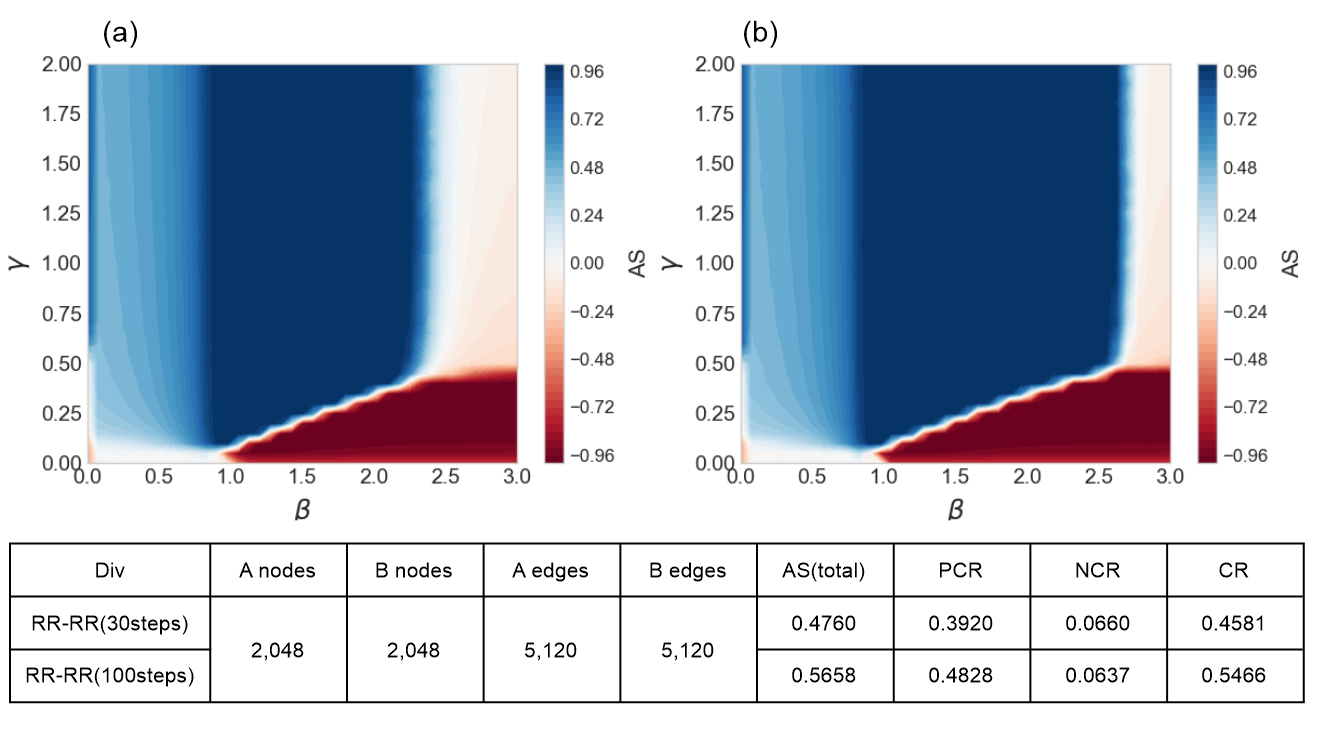 (a)
(b)
2.00
1.75
1.50
1.25
1.00
0.75
0.50
0.25
0.00
γ
0.0 0.5 1.0 1.5 2.0 2.5 3.0
β
0.96
0.72
0.48
0.24
0.00
−0.24
−0.48
−0.72
−0.96
AS
2.00
1.75
1.50
1.25
1.00
0.75
0.50
0.25
0.00
γ
0.0 0.5 1.0 1.5 2.0 2.5 3.0
β
0.96
0.72
0.48
0.24
0.00
−0.24
−0.48
−0.72
−0.96
AS
Div A nodes B nodes A edges B edges AS(total) PCR NCR CR
RR-RR(30steps) 2,048 2,048 5,120 5,120 0.4760 0.3920 0.0660 0.4581
RR-RR(100steps) 0.5658 0.4828 0.0637 0.5466